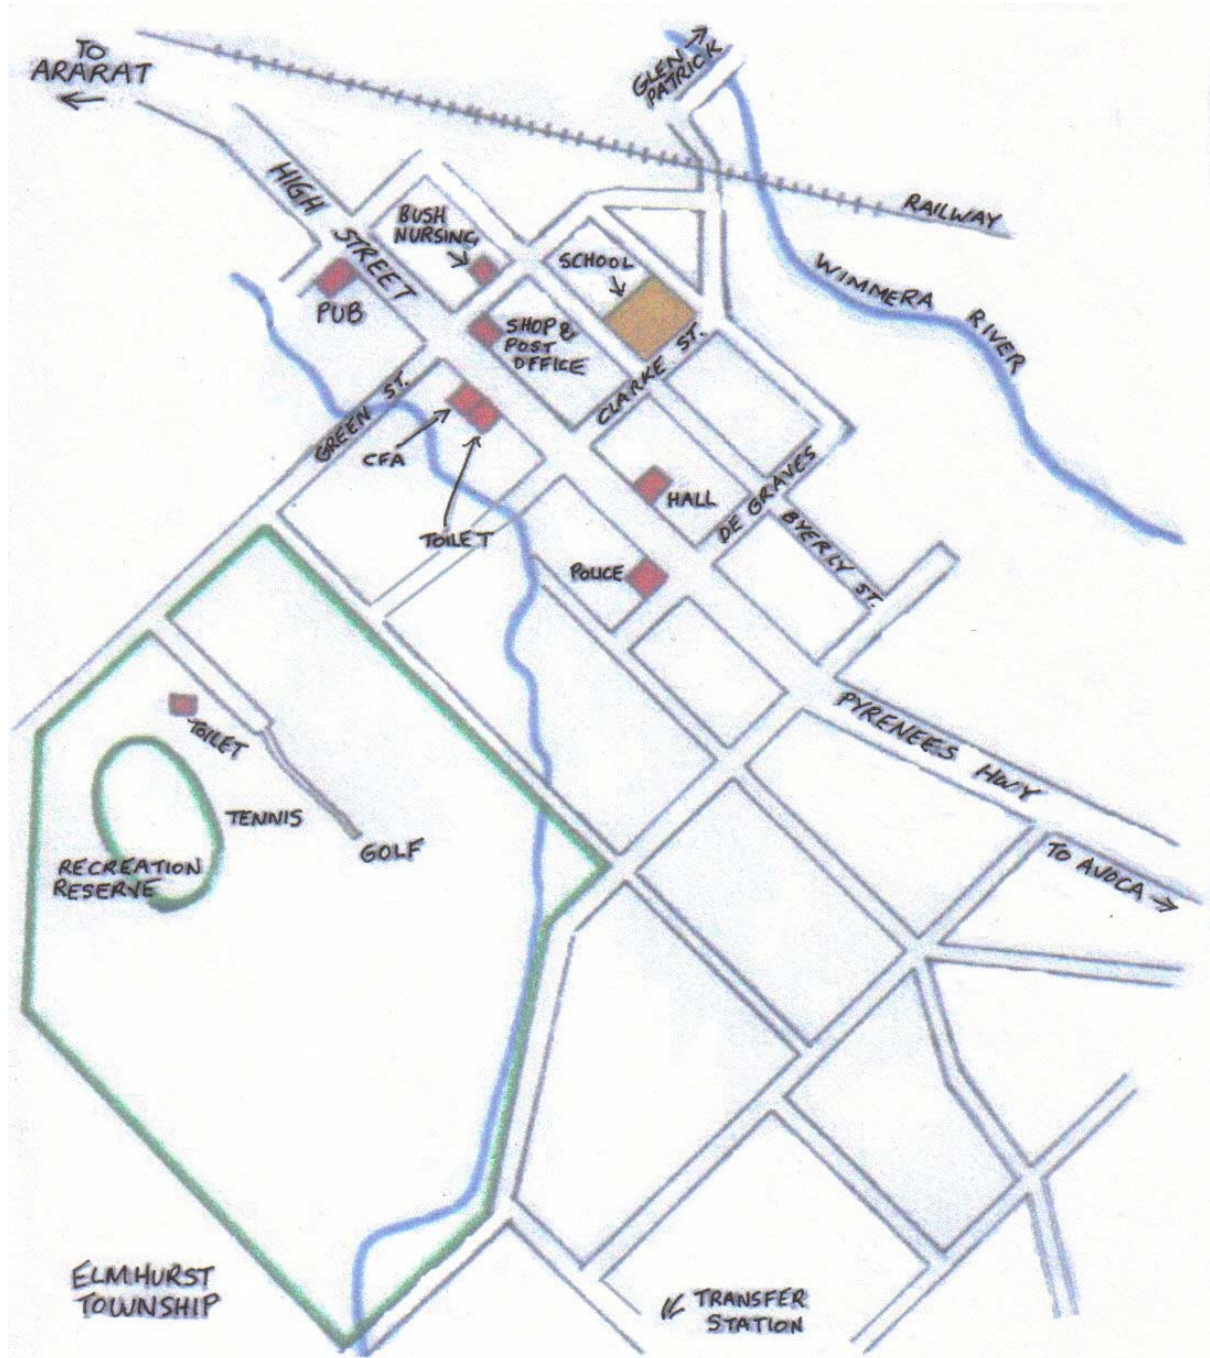 TO
ARARAT
←
GLEN
PATRICK
HIGH
STREET
RAILWAY
BUSH
NURSING
SCHOOL
WIMMERA
RIVER
PUB
SHOP &
POST
OFFICE
CLARKE ST.
GREEN ST.
CFA
TOILET
HALL
DE GRAVES
BYERLY ST.
POLICE
PYRENEES HWY
TOILET
TENNIS
GOLF
RECREATION
RESERVE
TO AVOCA →
ELMHURST
TOWNSHIP
TRANSFER
STATION